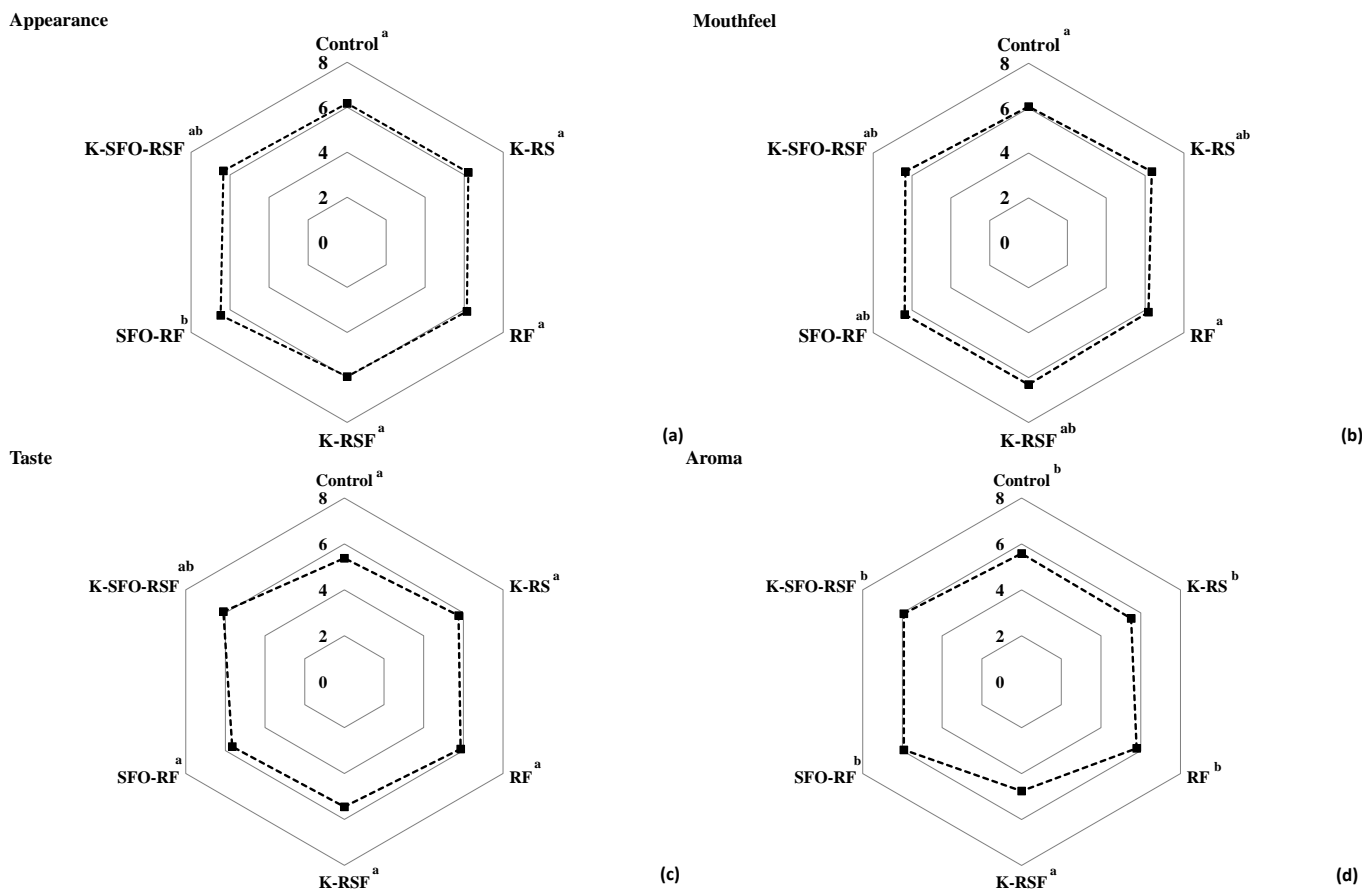 Appearance
Control a
8
6
4
2
0
K-RS a
RF a
K-RSF a
SFO-RF b
K-SFO-RSF ab
(a)
Mouthfeel
Control a
8
6
4
2
0
K-RS ab
RF a
K-RSF ab
SFO-RF ab
K-SFO-RSF ab
(b)
Taste
Control a
8
6
4
2
0
K-RS a
RF a
K-RSF a
SFO-RF a
K-SFO-RSF ab
(c)
Aroma
Control b
8
6
4
2
0
K-RS b
RF b
K-RSF a
SFO-RF b
K-SFO-RSF b
(d)